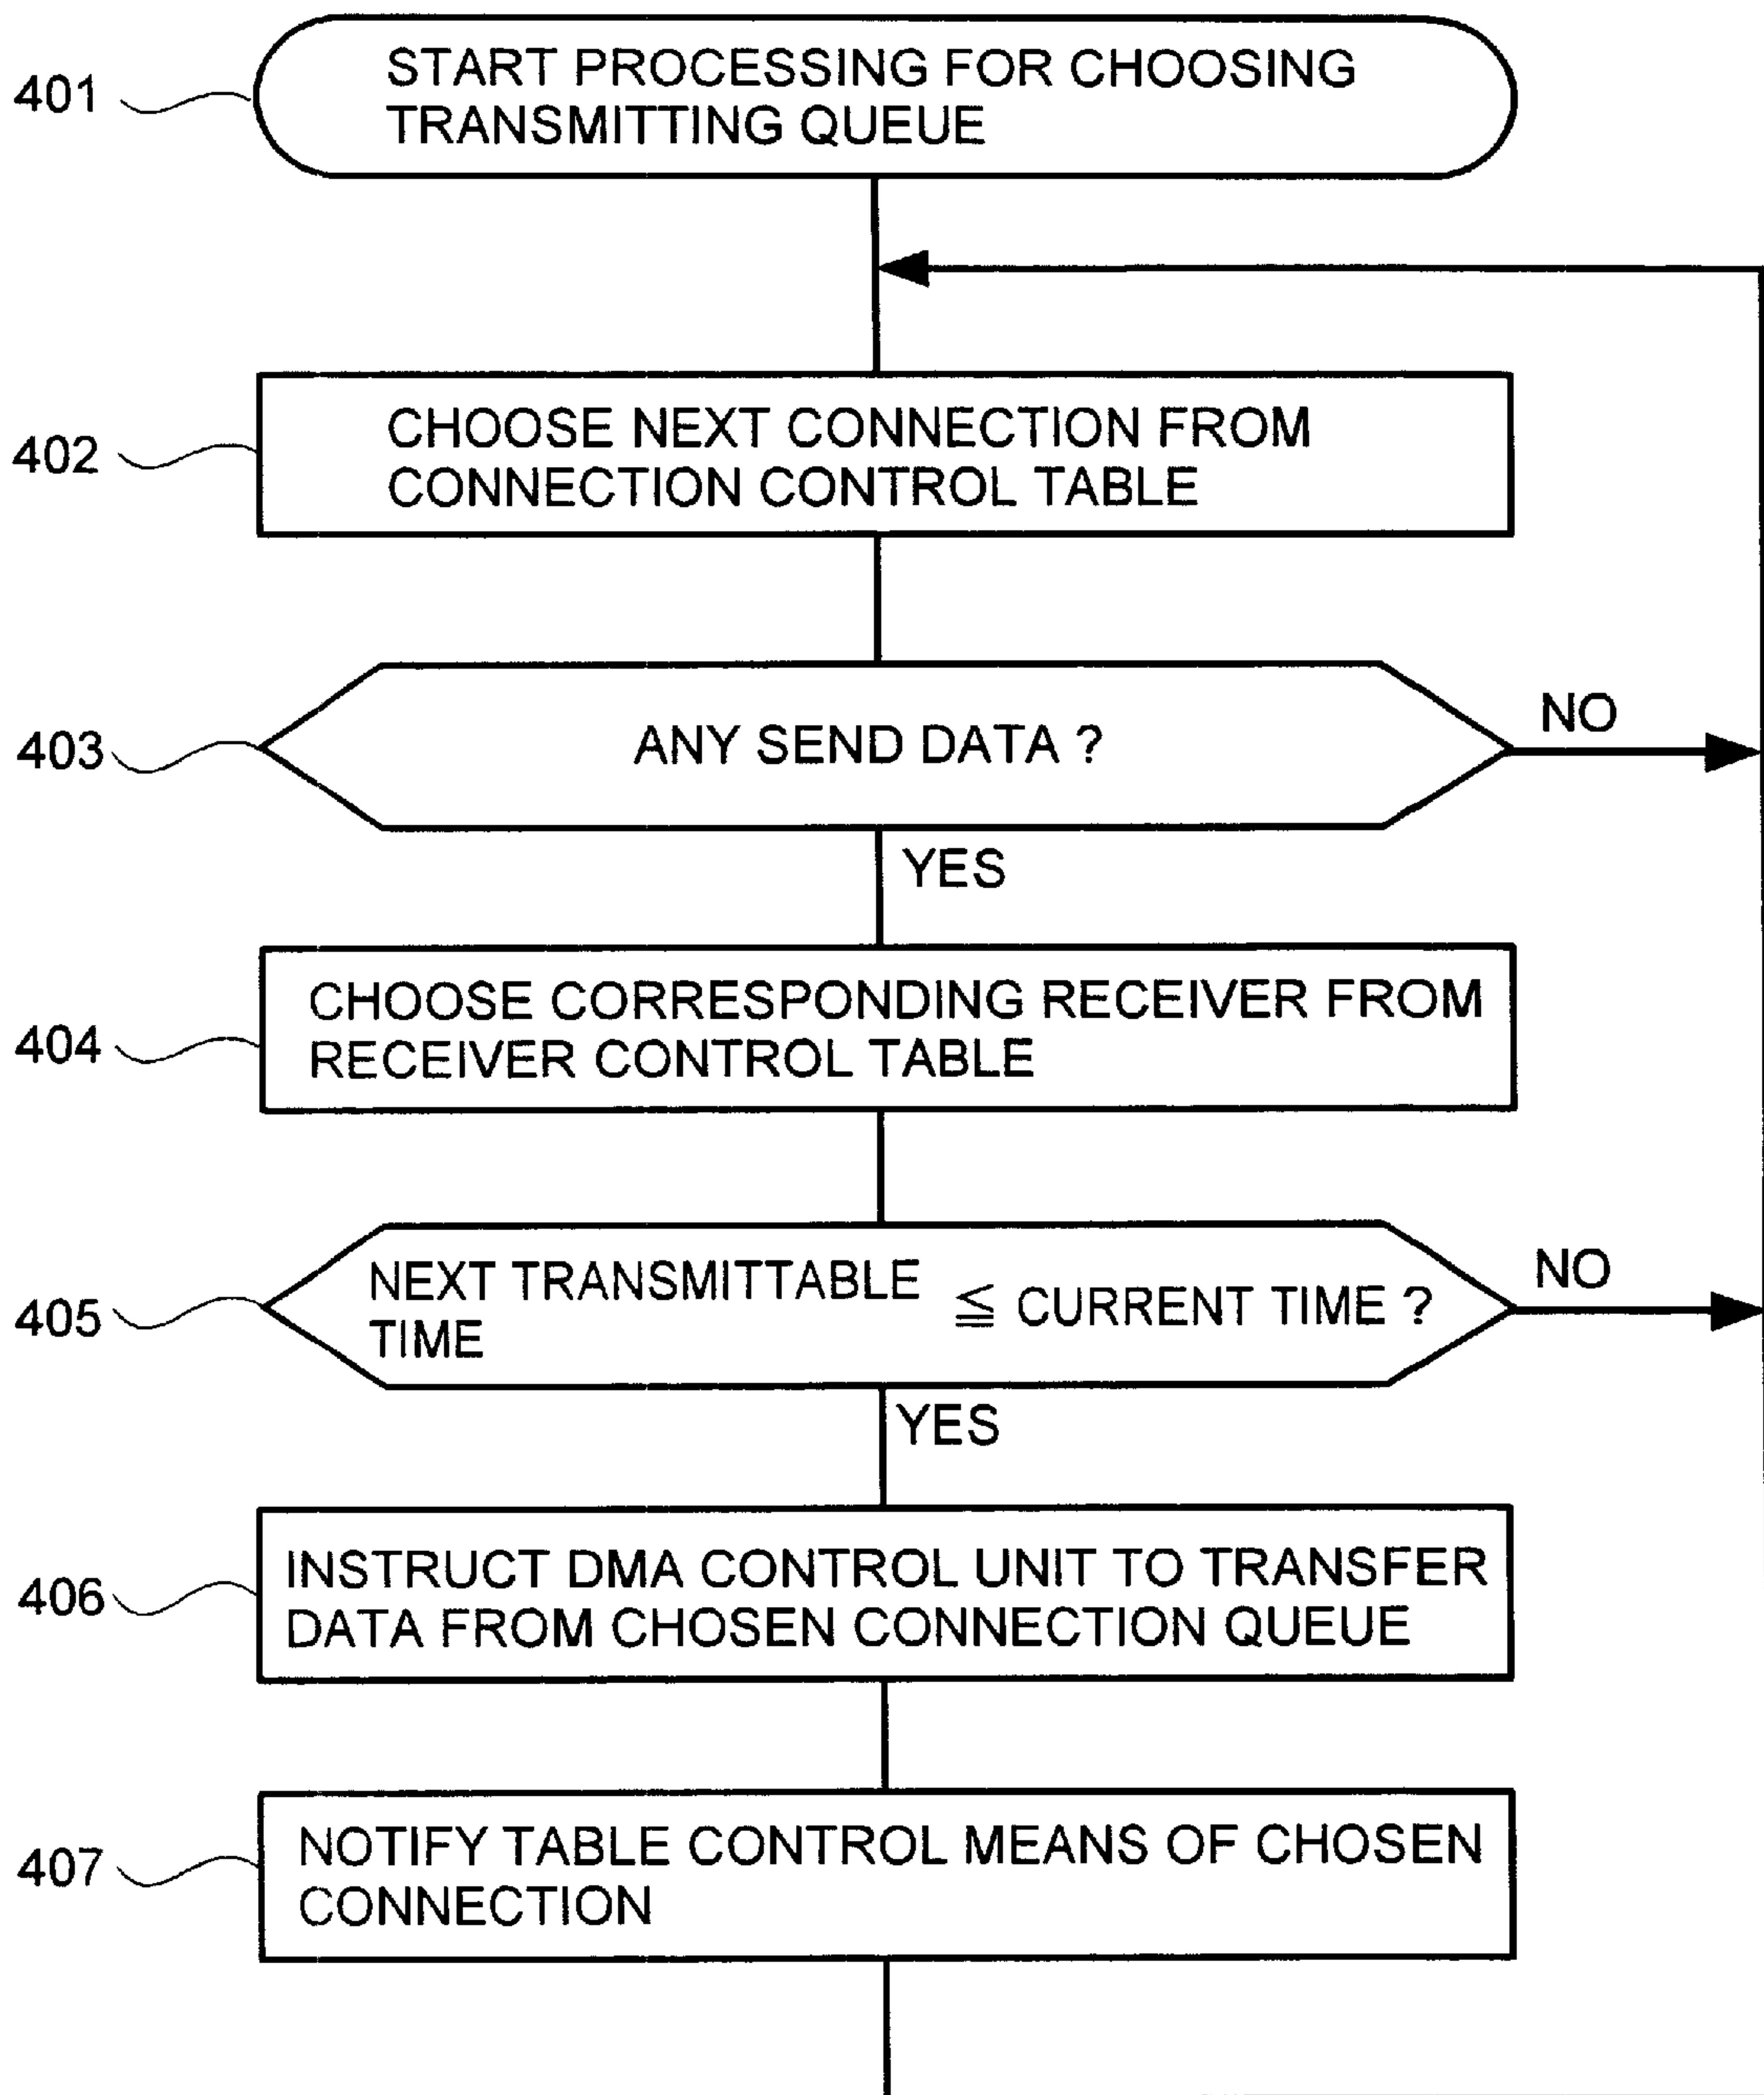 401
START PROCESSING FOR CHOOSING
TRANSMITTING QUEUE
402
CHOOSE NEXT CONNECTION FROM
CONNECTION CONTROL TABLE
403
ANY SEND DATA ?
NO
YES
404
CHOOSE CORRESPONDING RECEIVER FROM
RECEIVER CONTROL TABLE
405
NEXT TRANSMITTABLE
TIME
≦ CURRENT TIME ?
NO
YES
406
INSTRUCT DMA CONTROL UNIT TO TRANSFER
DATA FROM CHOSEN CONNECTION QUEUE
407
NOTIFY TABLE CONTROL MEANS OF CHOSEN
CONNECTION